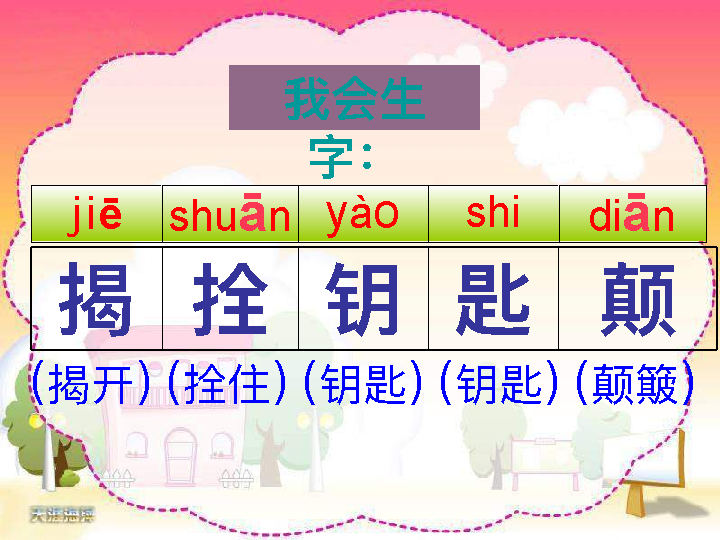 我会生
字：
jiē shuān yào shi diān
揭 拴 钥 匙 颠
(揭开) (拴住) (钥匙) (钥匙) (颠簸)
天涯海滨